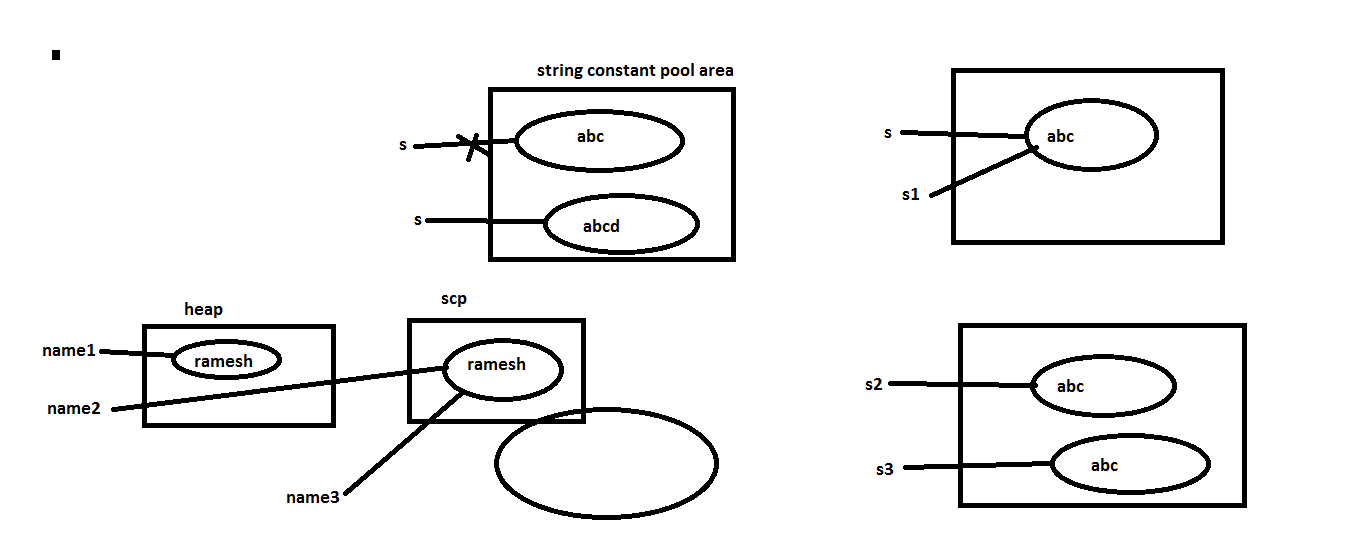 string constant pool area
s
abc
s
abcd
s
abc
s1
heap
name1
ramesh
name2
scp
ramesh
name3
s2
abc
s3
abc